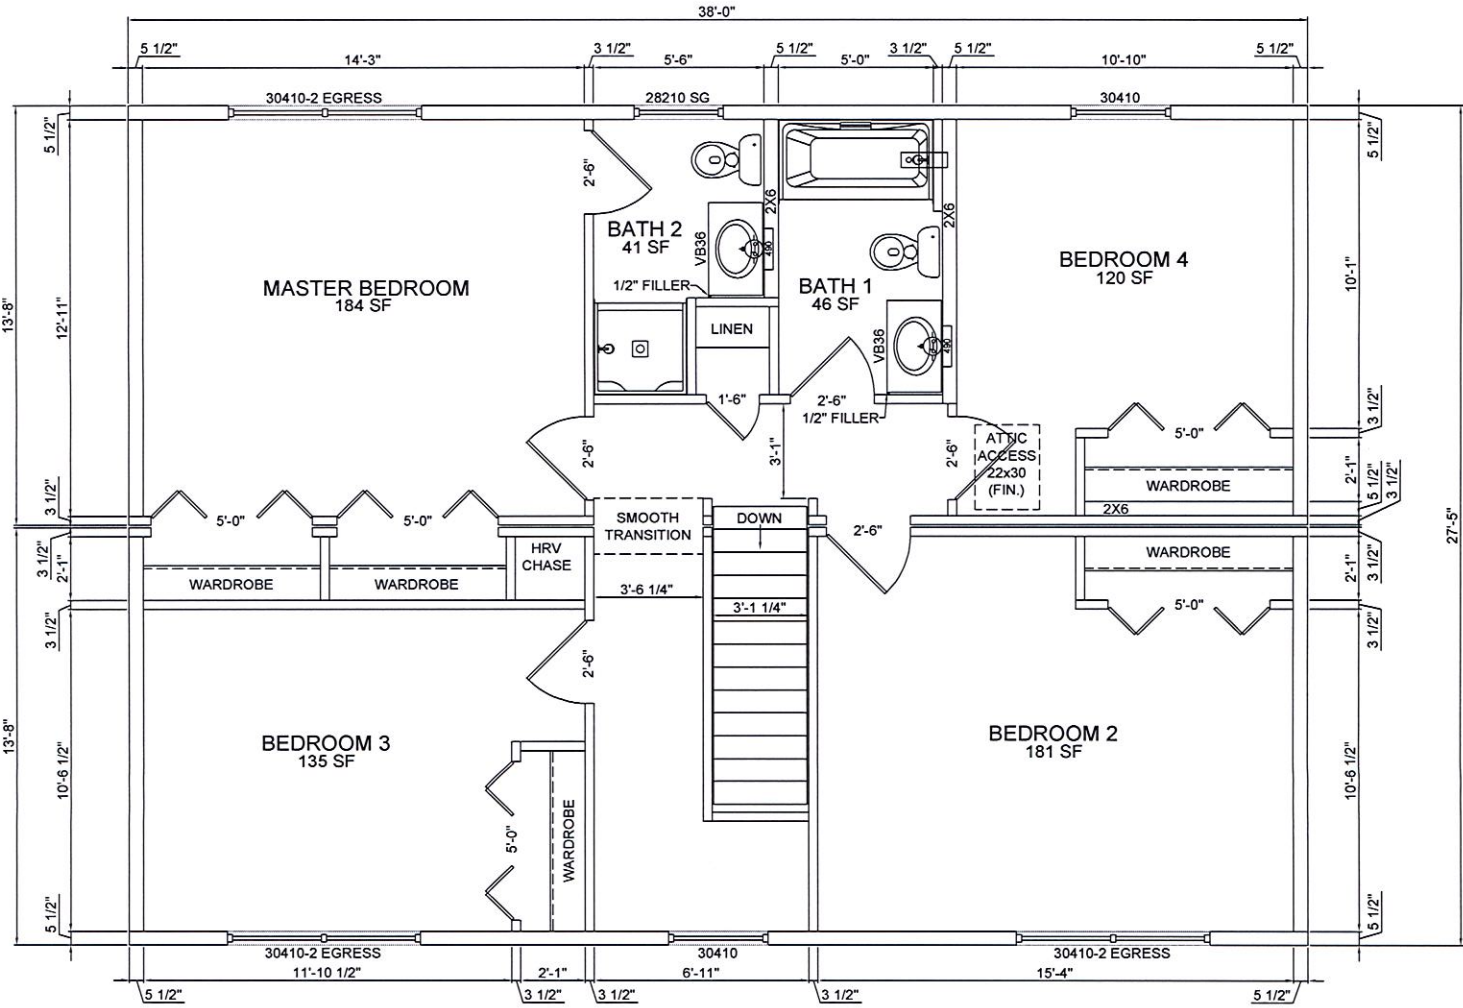 38'-0"
5 1/2"
14'-3"
3 1/2"
5'-6"
5 1/2"
5'-0"
3 1/2"
5 1/2"
10'-10"
5 1/2"
30410-2 EGRESS
28210 SG
30410
5 1/2"
13'-8"
12'-11"
3 1/2"
3 1/2"
2'-1"
3 1/2"
13'-8"
10'-6 1/2"
5 1/2"
MASTER BEDROOM
184 SF
2'-6"
BATH 2
41 SF
VB36
490
2X6
1/2" FILLER
LINEN
1'-6"
BATH 1
46 SF
2X6
VB36
490
2'-6"
1/2" FILLER
3'-1"
BEDROOM 4
120 SF
2'-6"
2'-6"
ATTIC
ACCESS
22x30
(FIN.)
5'-0"
WARDROBE
2X6
5'-0"
5'-0"
SMOOTH
TRANSITION
DOWN
2'-6"
HRV
CHASE
WARDROBE
WARDROBE
WARDROBE
5'-0"
3'-6 1/4"
3'-1 1/4"
2'-6"
BEDROOM 3
135 SF
5'-0"
WARDROBE
BEDROOM 2
181 SF
5 1/2"
10'-1"
3 1/2"
2'-1"
5 1/2"
3 1/2"
2'-1"
3 1/2"
3 1/2"
10'-6 1/2"
5 1/2"
27'-5"
30410-2 EGRESS
30410
30410-2 EGRESS
11'-10 1/2"
2'-1"
6'-11"
15'-4"
5 1/2"
3 1/2"
3 1/2"
3 1/2"
5 1/2"